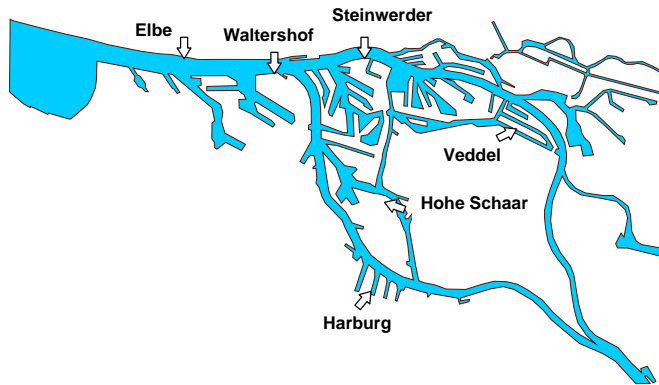 Steinwerder
Elbe
Waltershof
Veddel
Hohe Schaar
Harburg